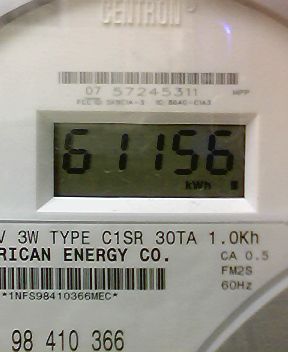 CENTRON
07 57245311
61156
kWh
V 3W TYPE C1SR 30TA 1.0Kh
RICAN ENERGY CO. CA 0.5
FM2S
*1NFS98410366MEC* 60Hz
98 410 366